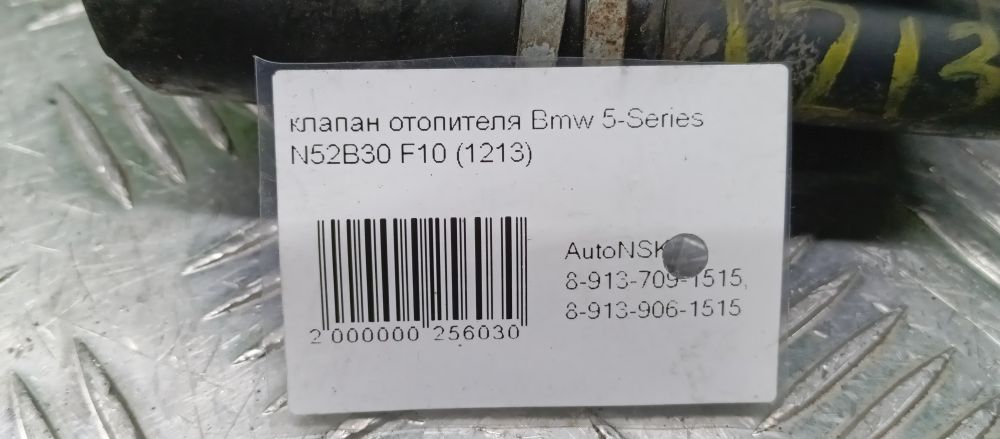 1213
клапан отопителя Bmw 5-Series
N52B30 F10 (1213)
AutoNSK
8-913-709-1515,
8-913-906-1515
2 000000 256030